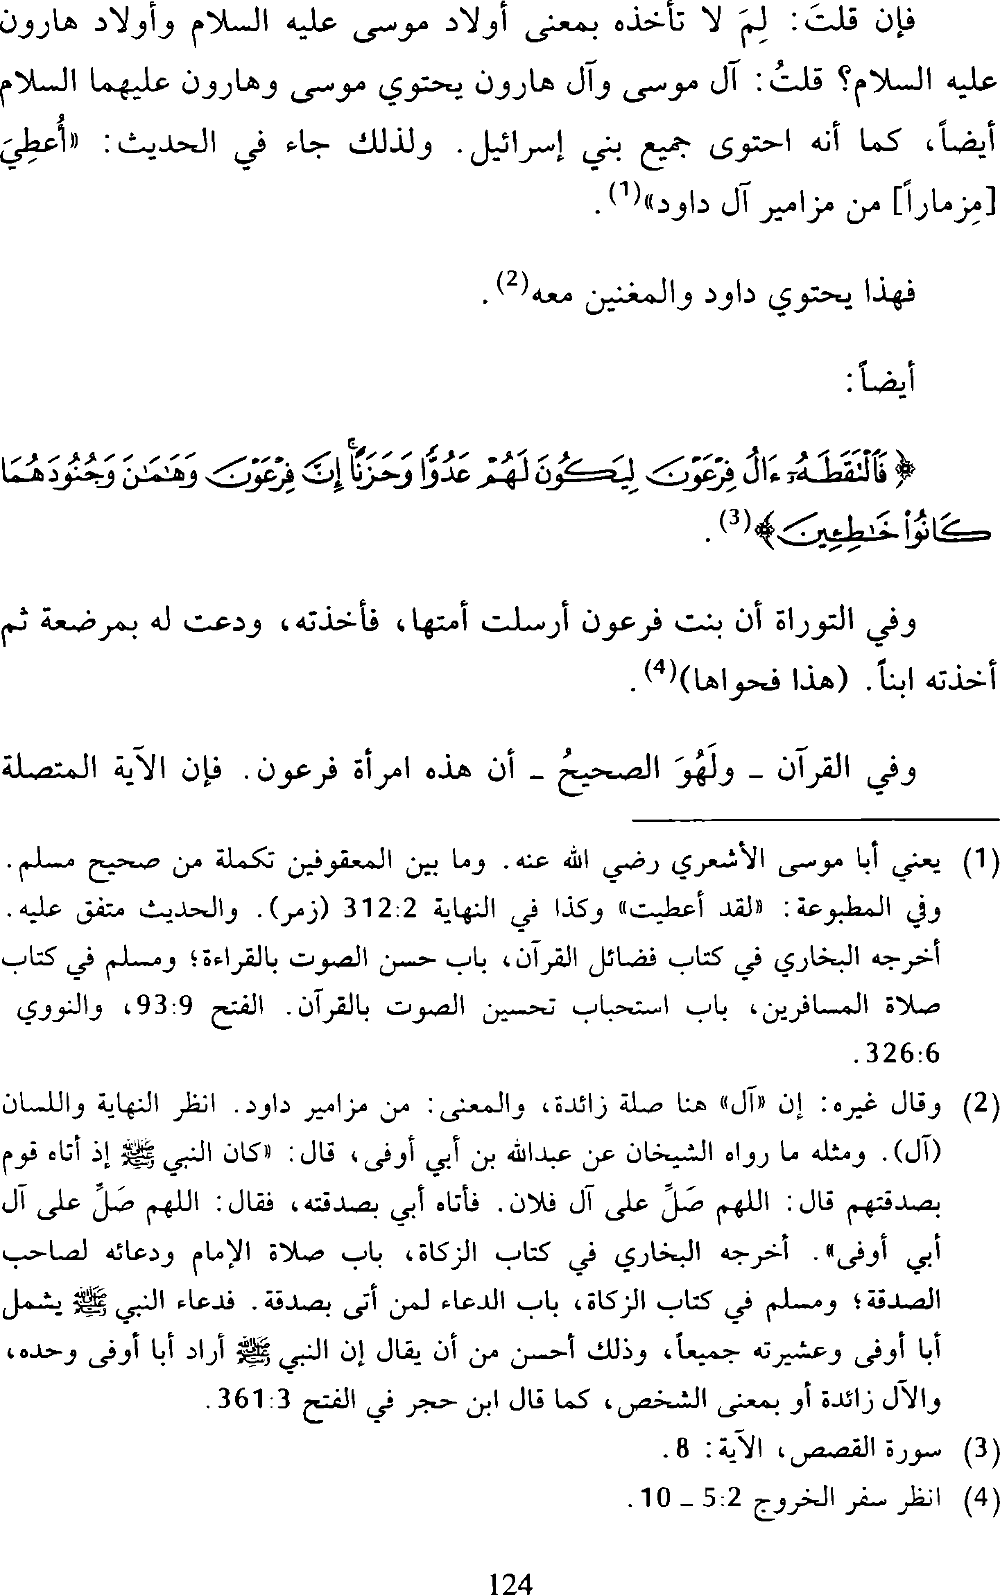 فإن قلتَ: لِمَ لا تأخذه بمعنى أولاد موسى عليه السلام وأولاد هارون
عليه السلام؟ قلتُ: آل موسى وآل هارون يحتوي موسى وهارون عليهما السلام
أيضاً، كما أنه احتوى جميع بني إسرائيل. ولذلك جاء في الحديث: «أُعطِيَ
[مِزماراً] من مزامير آل داود»(1).
فهذا يحتوي داود والمغنين معه(2).
أيضاً:
﴿فَٱلْتَقَطَهُۥٓ ءَالُ فِرْعَوْنَ لِيَكُونَ لَهُمْ عَدُوًّا وَحَزَنًاۗ إِنَّ فِرْعَوْنَ وَهَٰمَٰنَ وَجُنُودَهُمَا
كَانُوا۟ خَٰطِـِٔينَ﴾(3).
وفي التوراة أن بنت فرعون أرسلت أمتها، فأخذته، ودعت له بمرضعة ثم
أخذته ابناً. (هذا فحواها)(4).
وفي القرآن – ولَهُوَ الصحيحُ – أن هذه امرأة فرعون. فإن الآية المتصلة
(1) يعني أبا موسى الأشعري رضي الله عنه. وما بين المعقوفين تكملة من صحيح مسلم.
وفي المطبوعة: «لقد أعطيت» وكذا في النهاية 312:2 (زمر). والحديث متفق عليه.
أخرجه البخاري في كتاب فضائل القرآن، باب حسن الصوت بالقراءة؛ ومسلم في كتاب
صلاة المسافرين، باب استحباب تحسين الصوت بالقرآن. الفتح 93:9، والنووي
326:6.
(2) وقال غيره: إن «آل» هنا صلة زائدة، والمعنى: من مزامير داود. انظر النهاية واللسان
(آل). ومثله ما رواه الشيخان عن عبدالله بن أبي أوفى، قال: «كان النبي ﷺ إذ أتاه قوم
بصدقتهم قال: اللهم صَلِّ على آل فلان. فأتاه أبي بصدقته، فقال: اللهم صَلِّ على آل
أبي أوفى». أخرجه البخاري في كتاب الزكاة، باب صلاة الإمام ودعائه لصاحب
الصدقة؛ ومسلم في كتاب الزكاة، باب الدعاء لمن أتى بصدقة. فدعاء النبي ﷺ يشمل
أبا أوفى وعشيرته جميعاً، وذلك أحسن من أن يقال إن النبي ﷺ أراد أبا أوفى وحده،
والآل زائدة أو بمعنى الشخص، كما قال ابن حجر في الفتح 361:3.
(3) سورة القصص، الآية: 8.
(4) انظر سفر الخروج 5:2 – 10.
124